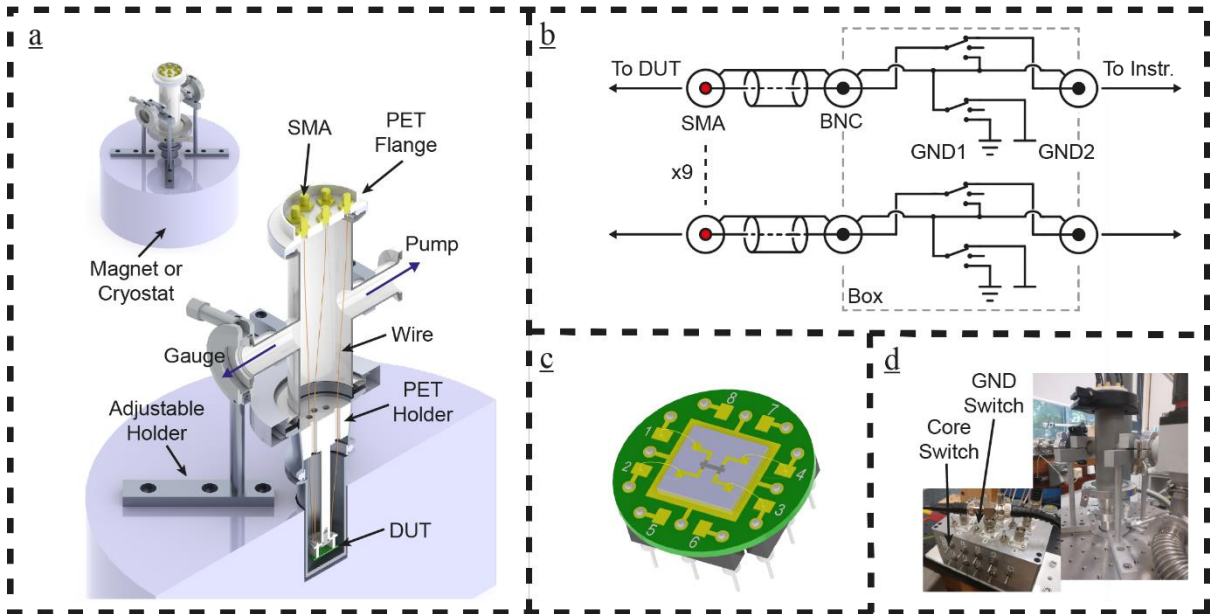 a
SMA
PET
Flange
Pump
Magnet or
Cryostat
Wire
Gauge
PET
Holder
Adjustable
Holder
DUT
b
To DUT
To Instr.
SMA
BNC
GND1
GND2
x9
Box
c
8
7
1
2
4
3
5
6
d
GND
Switch
Core
Switch